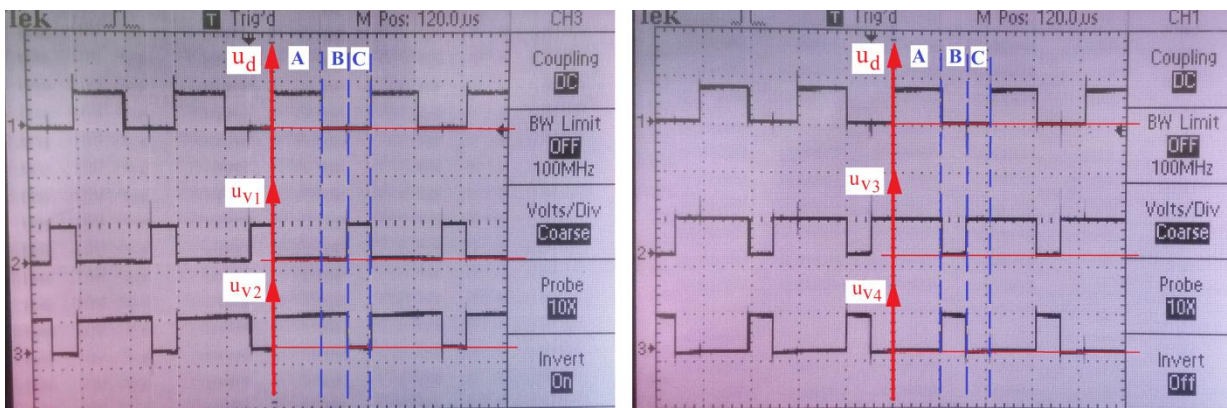 Tek
T Trig'd
M Pos: 120.0us
CH3
u_d
A
B
C
Coupling
DC
BW Limit
OFF
100MHz
Volts/Div
Coarse
Probe
10X
Invert
On
1
u_v1
2
u_v2
3
Tek
T Trig'd
M Pos: 120.0us
CH1
u_d
A
B
C
Coupling
DC
BW Limit
OFF
100MHz
Volts/Div
Coarse
Probe
10X
Invert
Off
1
u_v3
2
u_v4
3